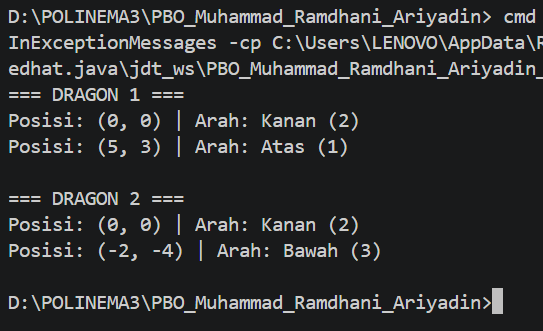 D:\POLINEMA3\PBO_Muhammad_Ramdhani_Ariyadin> cmd
InExceptionMessages -cp C:\Users\LENOVO\AppData\R
edhat.java\jdt_ws\PBO_Muhammad_Ramdhani_Ariyadin_
=== DRAGON 1 ===
Posisi: (0, 0) | Arah: Kanan (2)
Posisi: (5, 3) | Arah: Atas (1)
=== DRAGON 2 ===
Posisi: (0, 0) | Arah: Kanan (2)
Posisi: (-2, -4) | Arah: Bawah (3)
D:\POLINEMA3\PBO_Muhammad_Ramdhani_Ariyadin>